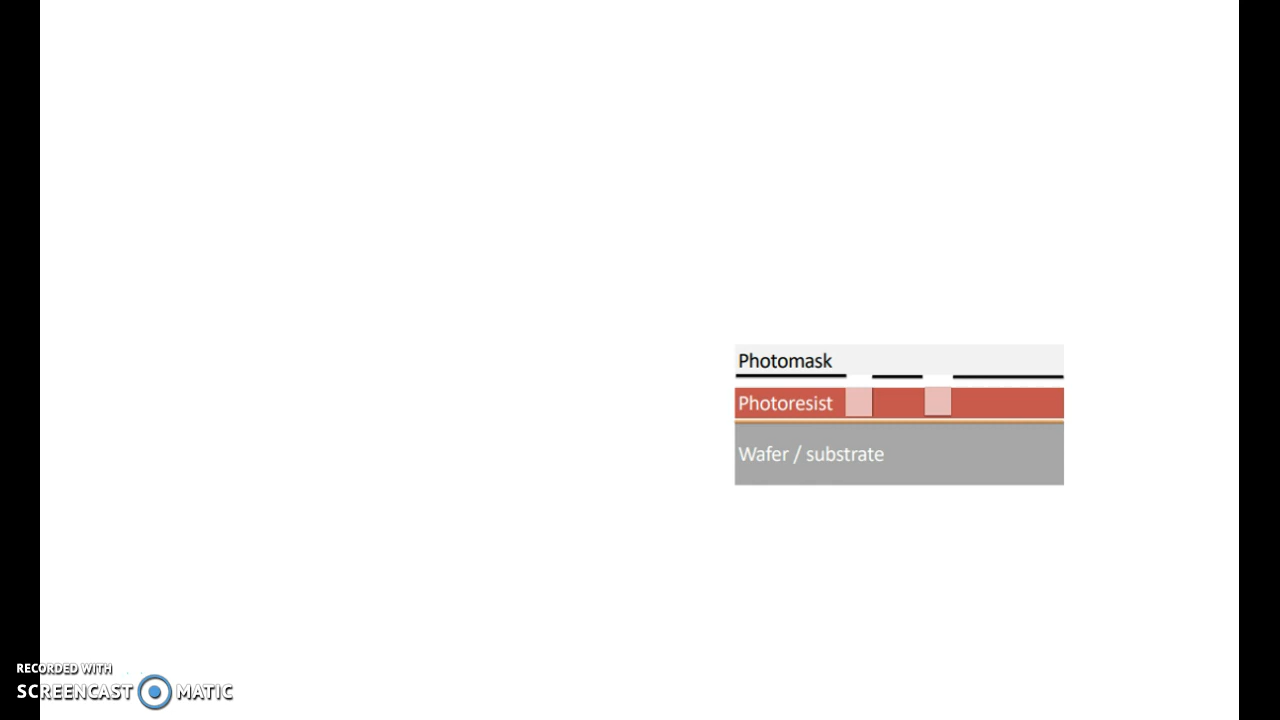 Photomask
Photoresist
Wafer / substrate
RECORDED WITH
SCREENCAST MATIC